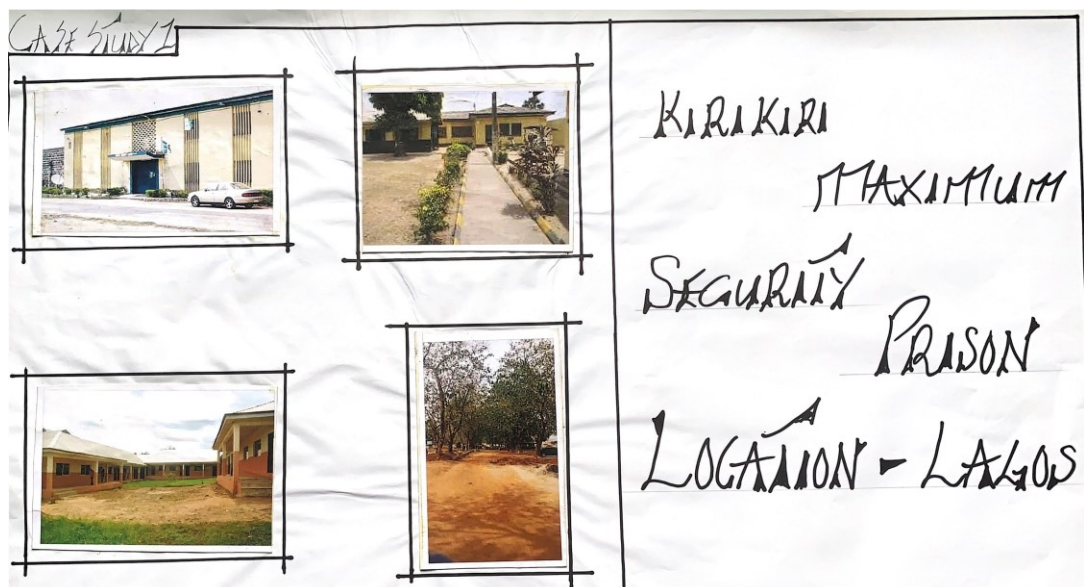 CASE STUDY 1
KIRIKIRI
MAXIMUM
SECURITY
PRISON
LOCATION - LAGOS